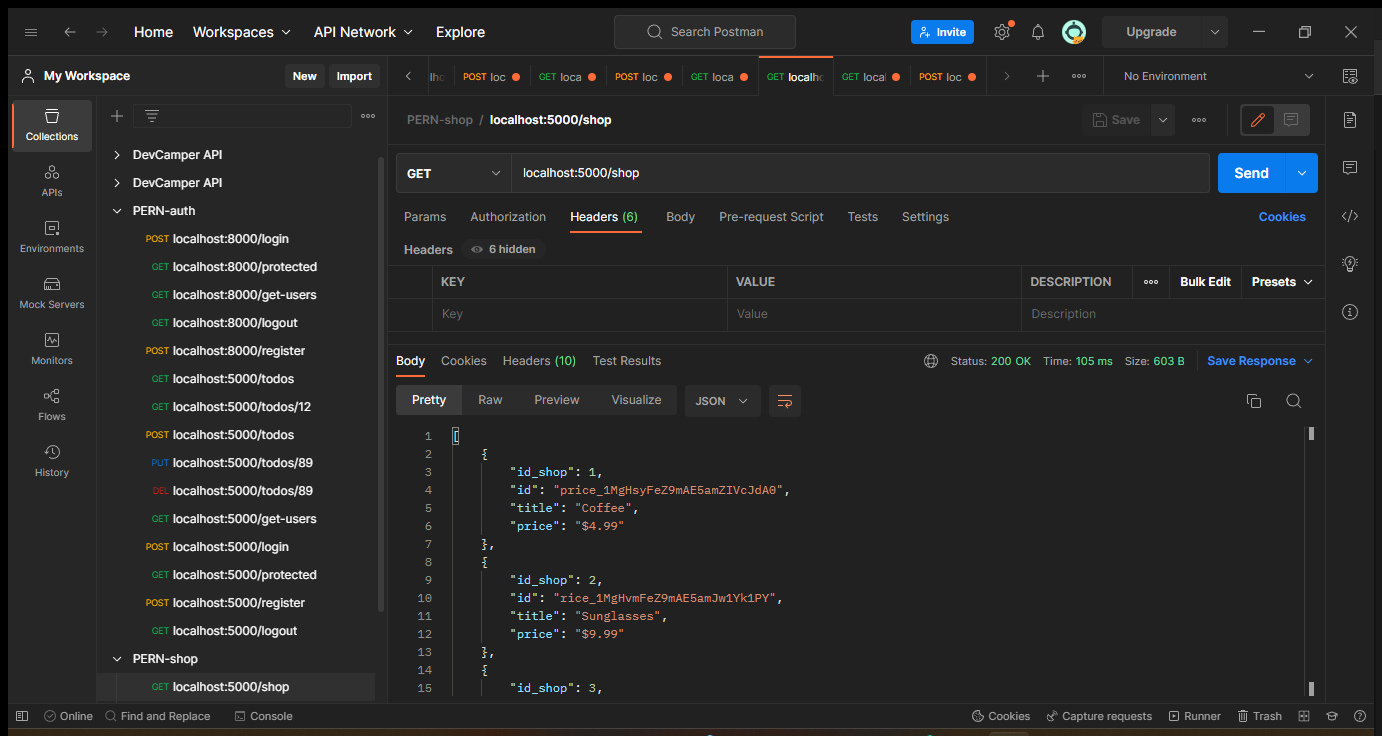 Home Workspaces API Network Explore Search Postman Invite Upgrade
My Workspace New Import
POST loc GET loca POST loc GET loca GET localho GET local POST loc No Environment
Collections
APIs
Environments
Mock Servers
Monitors
Flows
History
DevCamper API
DevCamper API
PERN-auth
POST localhost:8000/login
GET localhost:8000/protected
GET localhost:8000/get-users
GET localhost:8000/logout
POST localhost:8000/register
GET localhost:5000/todos
GET localhost:5000/todos/12
POST localhost:5000/todos
PUT localhost:5000/todos/89
DEL localhost:5000/todos/89
GET localhost:5000/get-users
POST localhost:5000/login
GET localhost:5000/protected
POST localhost:5000/register
GET localhost:5000/logout
PERN-shop
GET localhost:5000/shop
PERN-shop / localhost:5000/shop Save
GET localhost:5000/shop Send
Params Authorization Headers (6) Body Pre-request Script Tests Settings Cookies
Headers 6 hidden
KEY VALUE DESCRIPTION Bulk Edit Presets
Key Value Description
Body Cookies Headers (10) Test Results Status: 200 OK Time: 105 ms Size: 603 B Save Response
Pretty Raw Preview Visualize JSON
1 [
2 {
3 "id_shop": 1,
4 "id": "price_1MgHsyFeZ9mAE5amZIVcJdA0",
5 "title": "Coffee",
6 "price": "$4.99"
7 },
8 {
9 "id_shop": 2,
10 "id": "rice_1MgHvmFeZ9mAE5amJw1Yk1PY",
11 "title": "Sunglasses",
12 "price": "$9.99"
13 },
14 {
15 "id_shop": 3,
Online Find and Replace Console Cookies Capture requests Runner Trash